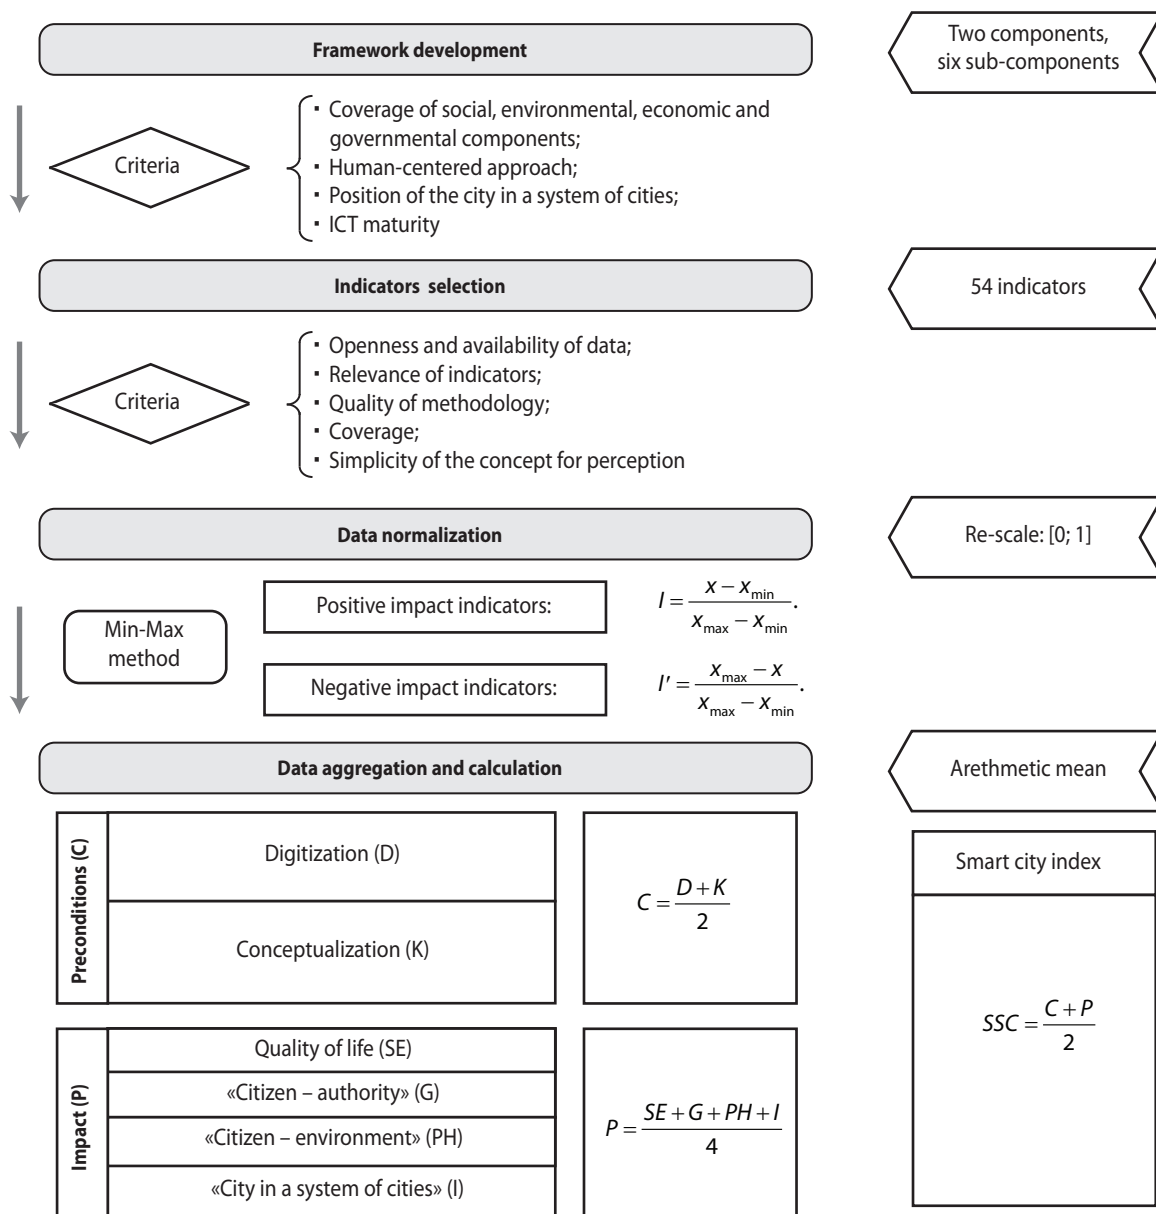 Framework development
Two components,
six sub-components
Criteria
▪ Coverage of social, environmental, economic and
governmental components;
▪ Human-centered approach;
▪ Position of the city in a system of cities;
▪ ICT maturity
Indicators selection
54 indicators
Criteria
▪ Openness and availability of data;
▪ Relevance of indicators;
▪ Quality of methodology;
▪ Coverage;
▪ Simplicity of the concept for perception
Data normalization
Re-scale: [0; 1]
Min-Max
method
Positive impact indicators:
I = (x − x_min) / (x_max − x_min).
Negative impact indicators:
I′ = (x_max − x) / (x_max − x_min).
Data aggregation and calculation
Arethmetic mean
Preconditions (C)
Digitization (D)
Conceptualization (K)
C = (D + K) / 2
Impact (P)
Quality of life (SE)
«Citizen – authority» (G)
«Citizen – environment» (PH)
«City in a system of cities» (I)
P = (SE + G + PH + I) / 4
Smart city index
SSC = (C + P) / 2